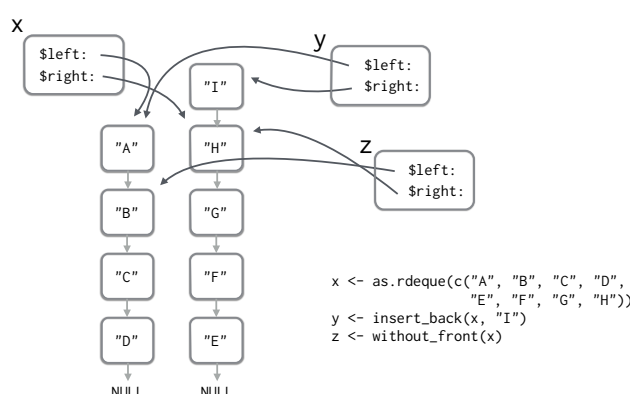 x
$left:
$right:
y
$left:
$right:
"I"
"A"
"H"
z
$left:
$right:
"B"
"G"
"C"
"F"
x <- as.rdeque(c("A", "B", "C", "D",
"E", "F", "G", "H"))
y <- insert_back(x, "I")
z <- without_front(x)
"D"
"E"
NULL
NULL